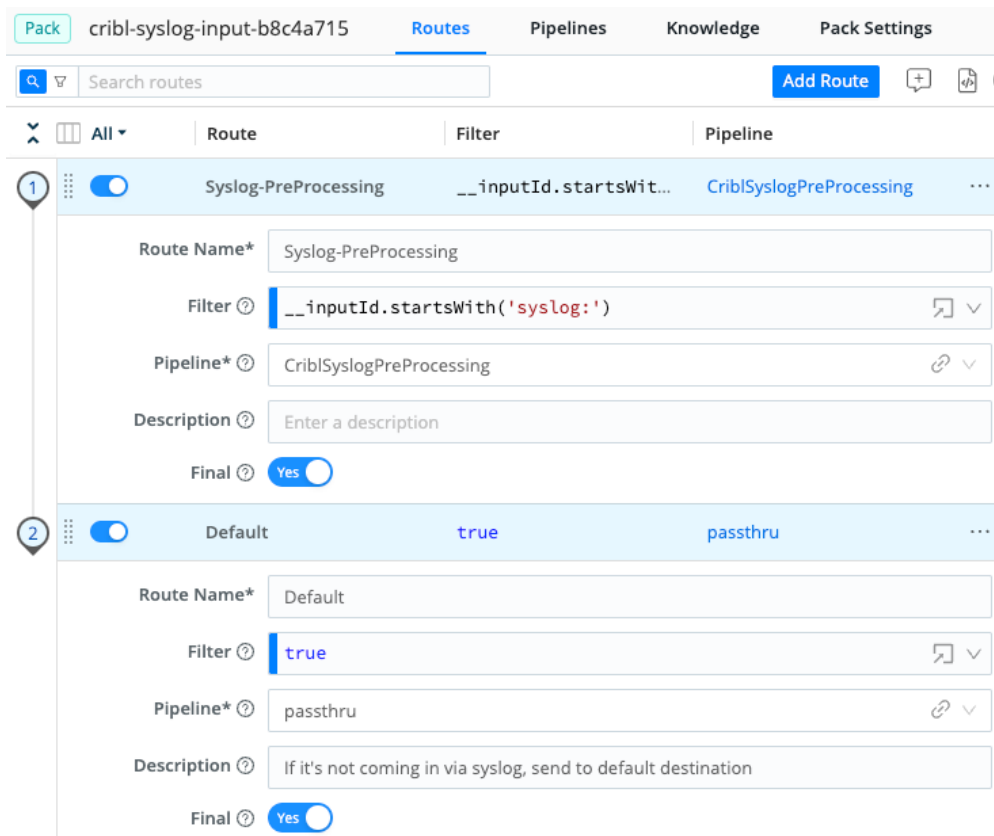 Pack cribl-syslog-input-b8c4a715 Routes Pipelines Knowledge Pack Settings
Search routes Add Route
All Route Filter Pipeline
1 Syslog-PreProcessing __inputId.startsWit... CriblSyslogPreProcessing ...
Route Name* Syslog-PreProcessing
Filter ? __inputId.startsWith('syslog:')
Pipeline* ? CriblSyslogPreProcessing
Description ? Enter a description
Final ? Yes
2 Default true passthru ...
Route Name* Default
Filter ? true
Pipeline* ? passthru
Description ? If it's not coming in via syslog, send to default destination
Final ? Yes